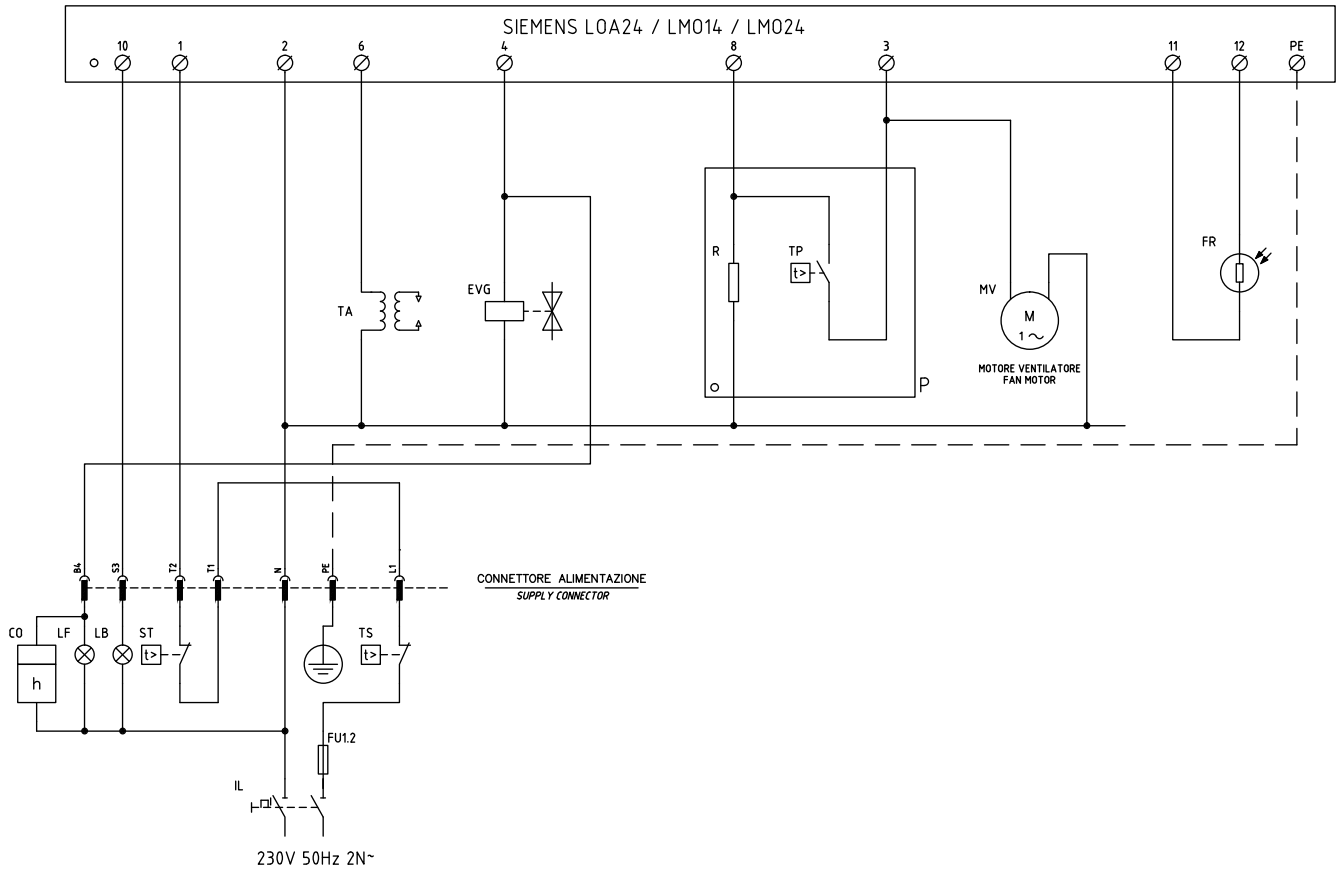 SIEMENS LOA24 / LMO14 / LMO24
10 1 2 6 4 8 3 11 12 PE
FR
R TP
t>
EVG MV
TA
M
1~
MOTORE VENTILATORE
FAN MOTOR
P
B4 S3 T2 T1 N PE L1
CONNETTORE ALIMENTAZIONE
SUPPLY CONNECTOR
CO LF LB ST TS
t> t>
h
FU1.2
IL
230V 50Hz 2N~